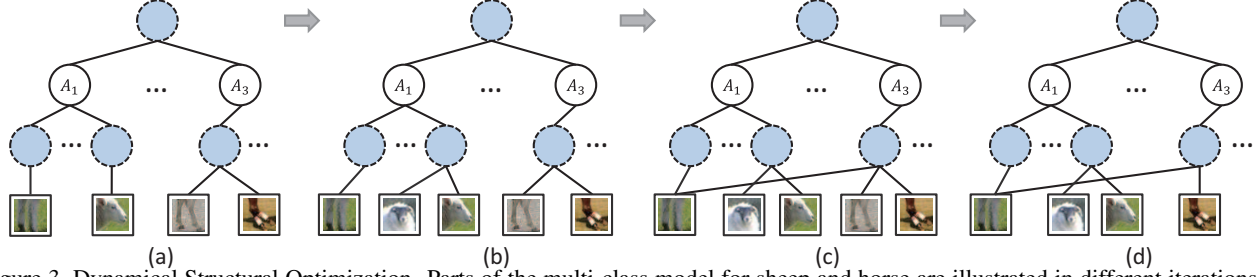 A₁ ... A₃ A₁ ... A₃ A₁ ... A₃ A₁ ... A₃
... ... ... ... ... ... ... ...
(a) (b) (c) (d)
gure 3. Dynamical Structural Optimization. Parts of the multi-class model for sheep and horse are illustrated in different iterations